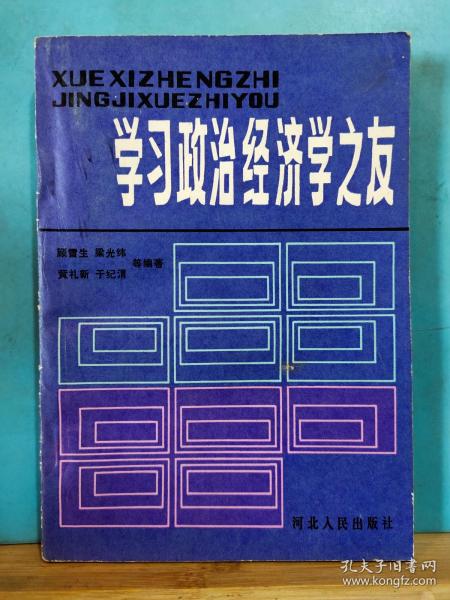 XUEXIZHENGZHI
JINGJIXUEZHIYOU
学习政治经济学之友
顾雪生 梁光纬
黄礼新 于纪渭
等编著
河北人民出版社
孔夫子旧书网
www.kongfz.com